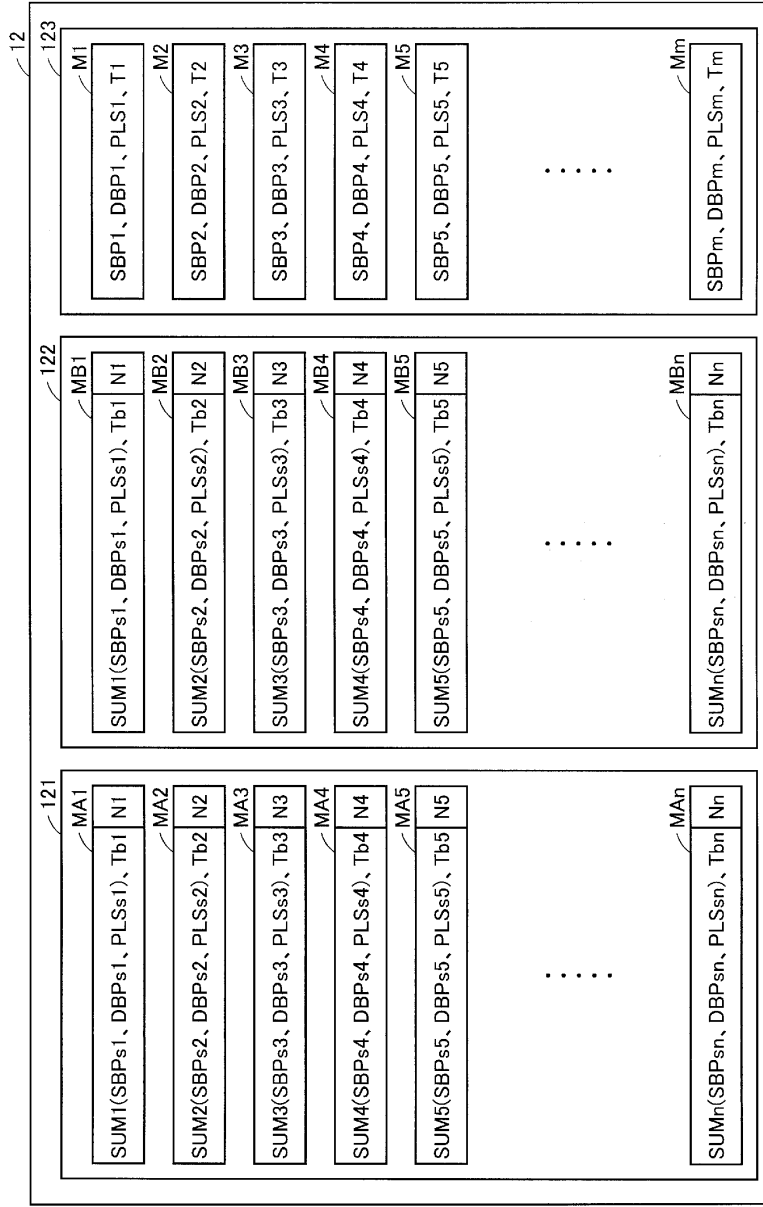 12
121
MA1
SUM1(SBPs1、DBPs1、PLSs1)、Tb1 N1
MA2
SUM2(SBPs2、DBPs2、PLSs2)、Tb2 N2
MA3
SUM3(SBPs3、DBPs3、PLSs3)、Tb3 N3
MA4
SUM4(SBPs4、DBPs4、PLSs4)、Tb4 N4
MA5
SUM5(SBPs5、DBPs5、PLSs5)、Tb5 N5
.....
MAn
SUMn(SBPsn、DBPsn、PLSsn)、Tbn Nn
122
MB1
SUM1(SBPs1、DBPs1、PLSs1)、Tb1 N1
MB2
SUM2(SBPs2、DBPs2、PLSs2)、Tb2 N2
MB3
SUM3(SBPs3、DBPs3、PLSs3)、Tb3 N3
MB4
SUM4(SBPs4、DBPs4、PLSs4)、Tb4 N4
MB5
SUM5(SBPs5、DBPs5、PLSs5)、Tb5 N5
.....
MBn
SUMn(SBPsn、DBPsn、PLSsn)、Tbn Nn
123
M1
SBP1、DBP1、PLS1、T1
M2
SBP2、DBP2、PLS2、T2
M3
SBP3、DBP3、PLS3、T3
M4
SBP4、DBP4、PLS4、T4
M5
SBP5、DBP5、PLS5、T5
.....
Mm
SBPm、DBPm、PLSm、Tm